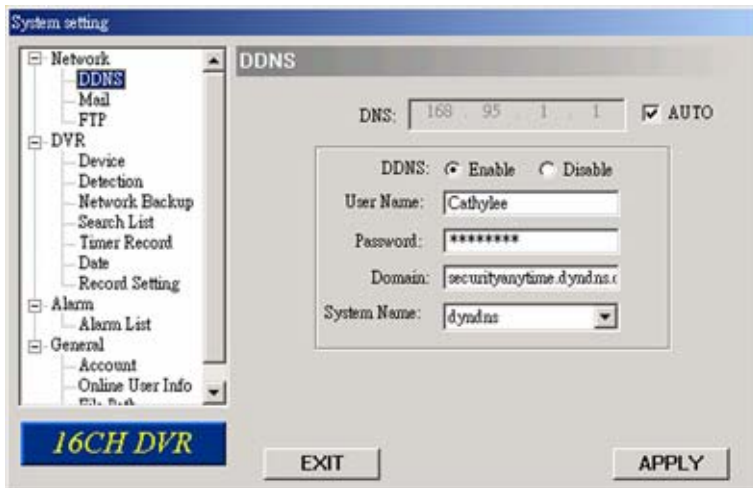 System setting
Network
DDNS
Mail
FTP
DVR
Device
Detection
Network Backup
Search List
Timer Record
Date
Record Setting
Alarm
Alarm List
General
Account
Online User Info
16CH DVR
DDNS
DNS: 168 . 95 . 1 . 1 AUTO
DDNS: Enable Disable
User Name: Cathylee
Password: ********
Domain: securityanytime.dyndns.
System Name: dyndns
EXIT
APPLY